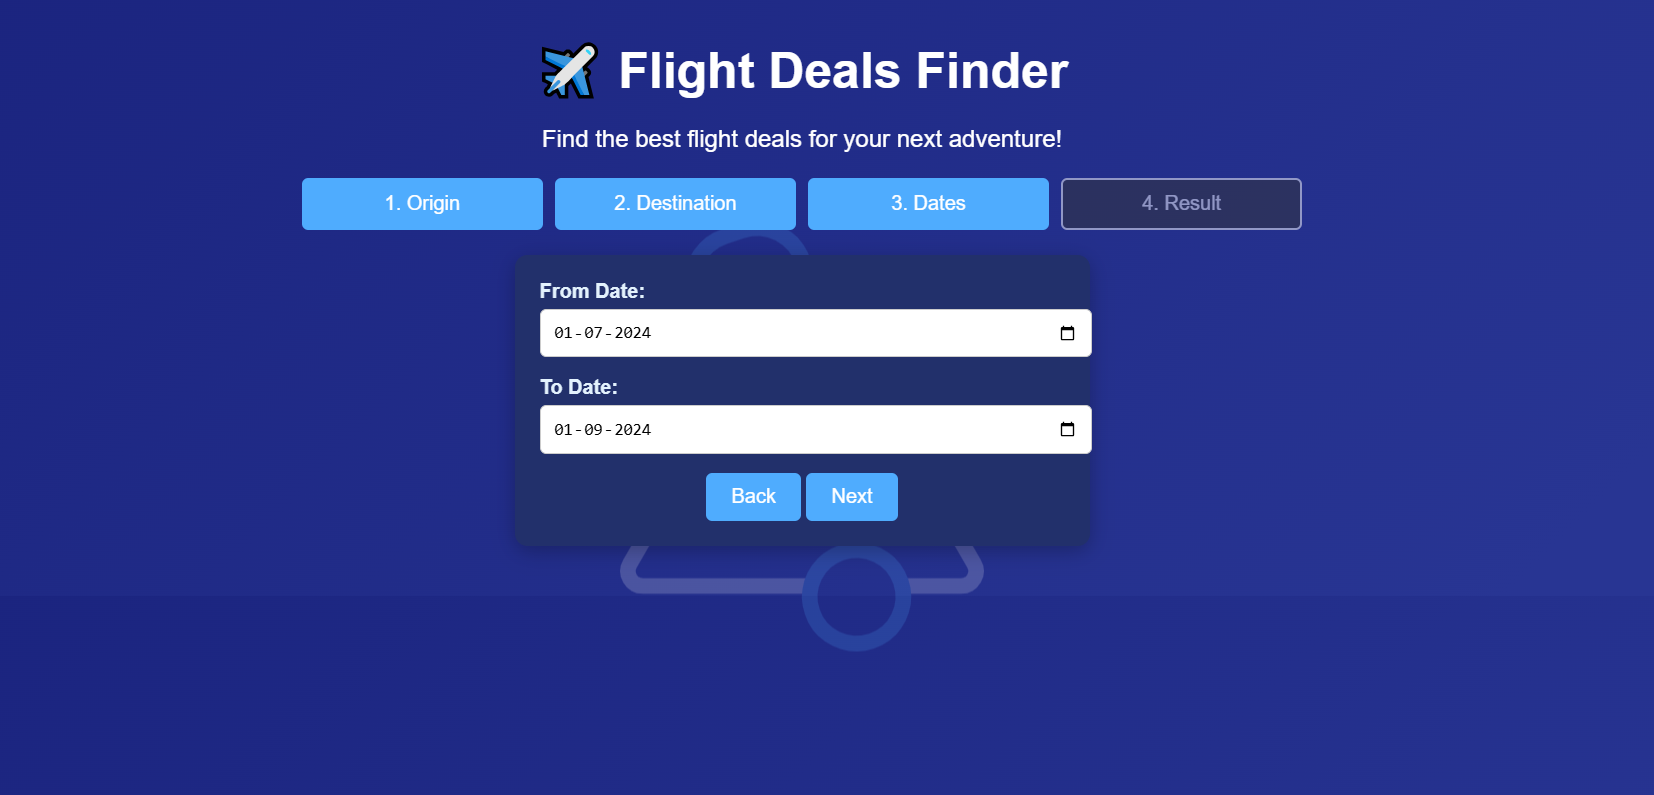 Flight Deals Finder
Find the best flight deals for your next adventure!
1. Origin
2. Destination
3. Dates
4. Result
From Date:
01-07-2024
To Date:
01-09-2024
Back
Next